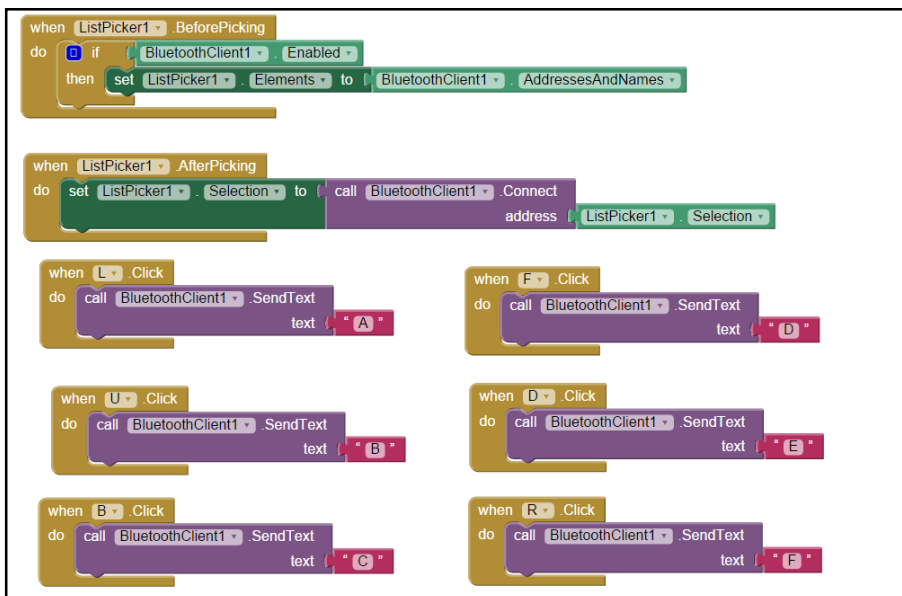 when ListPicker1 .BeforePicking
do if BluetoothClient1 . Enabled
then set ListPicker1 . Elements to BluetoothClient1 . AddressesAndNames
when ListPicker1 .AfterPicking
do set ListPicker1 . Selection to call BluetoothClient1 .Connect
address ListPicker1 . Selection
when L .Click
do call BluetoothClient1 .SendText
text " A "
when F .Click
do call BluetoothClient1 .SendText
text " D "
when U .Click
do call BluetoothClient1 .SendText
text " B "
when D .Click
do call BluetoothClient1 .SendText
text " E "
when B .Click
do call BluetoothClient1 .SendText
text " C "
when R .Click
do call BluetoothClient1 .SendText
text " F "